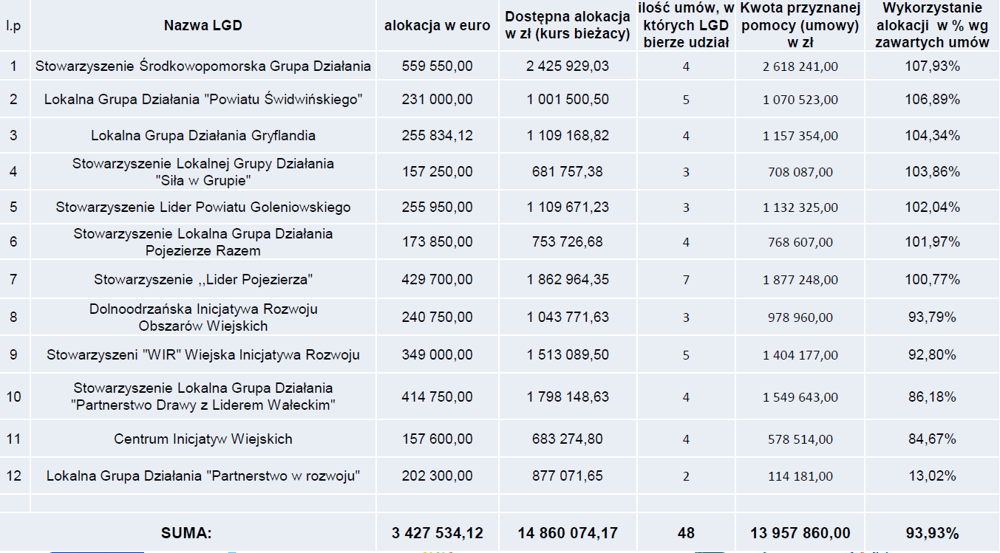 l.p Nazwa LGD alokacja w euro Dostępna alokacja w zł (kurs bieżacy) ilość umów, w których LGD bierze udział Kwota przyznanej pomocy (umowy) w zł Wykorzystanie alokacji w % wg zawartych umów
1 Stowarzyszenie Środkowopomorska Grupa Działania 559 550,00 2 425 929,03 4 2 618 241,00 107,93%
2 Lokalna Grupa Działania "Powiatu Świdwińskiego" 231 000,00 1 001 500,50 5 1 070 523,00 106,89%
3 Lokalna Grupa Działania Gryflandia 255 834,12 1 109 168,82 4 1 157 354,00 104,34%
4 Stowarzyszenie Lokalnej Grupy Działania "Siła w Grupie" 157 250,00 681 757,38 3 708 087,00 103,86%
5 Stowarzyszenie Lider Powiatu Goleniowskiego 255 950,00 1 109 671,23 3 1 132 325,00 102,04%
6 Stowarzyszenie Lokalna Grupa Działania Pojezierze Razem 173 850,00 753 726,68 4 768 607,00 101,97%
7 Stowarzyszenie ,,Lider Pojezierza" 429 700,00 1 862 964,35 7 1 877 248,00 100,77%
8 Dolnoodrzańska Inicjatywa Rozwoju Obszarów Wiejskich 240 750,00 1 043 771,63 3 978 960,00 93,79%
9 Stowarzyszeni "WIR" Wiejska Inicjatywa Rozwoju 349 000,00 1 513 089,50 5 1 404 177,00 92,80%
10 Stowarzyszenie Lokalna Grupa Działania "Partnerstwo Drawy z Liderem Wałeckim" 414 750,00 1 798 148,63 4 1 549 643,00 86,18%
11 Centrum Inicjatyw Wiejskich 157 600,00 683 274,80 4 578 514,00 84,67%
12 Lokalna Grupa Działania "Partnerstwo w rozwoju" 202 300,00 877 071,65 2 114 181,00 13,02%
SUMA: 3 427 534,12 14 860 074,17 48 13 957 860,00 93,93%